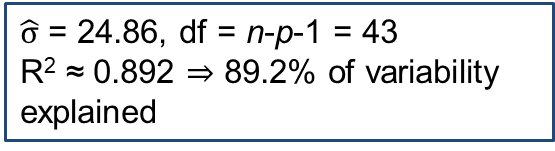 σ̂ = 24.86, df = n-p-1 = 43
R² ≈ 0.892 ⇒ 89.2% of variability
explained